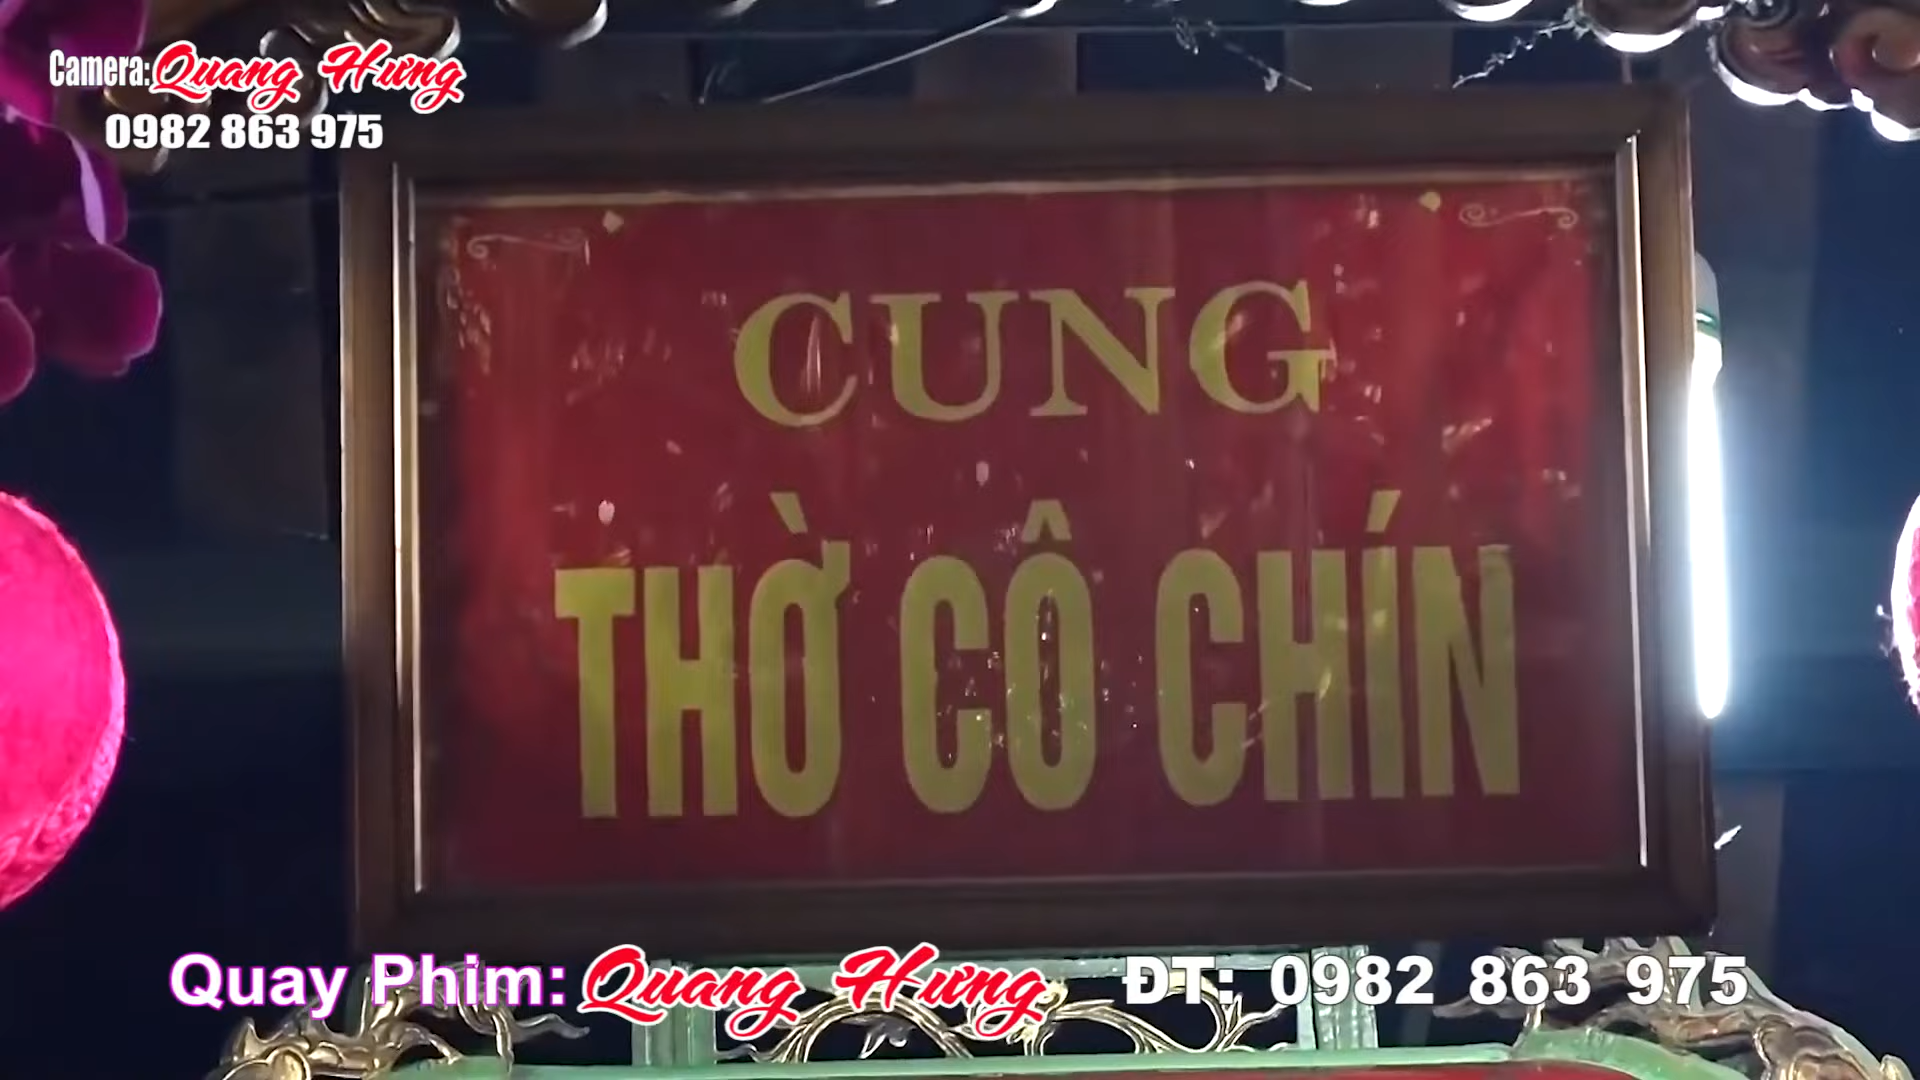 Camera: Quang Hưng
0982 863 975
CUNG
THỜ CÔ CHÍN
Quay Phim: Quang Hưng ĐT: 0982 863 975